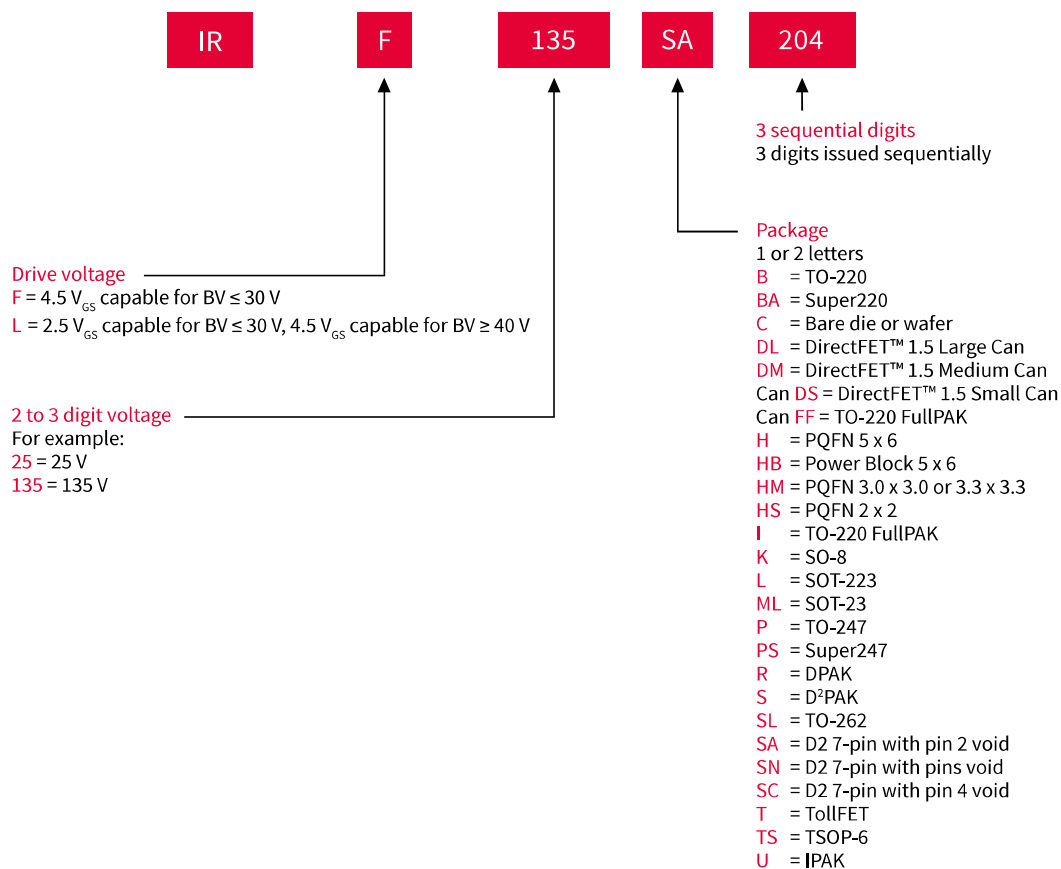 IR F 135 SA 204
3 sequential digits
3 digits issued sequentially
Drive voltage
F = 4.5 VGS capable for BV ≤ 30 V
L = 2.5 VGS capable for BV ≤ 30 V, 4.5 VGS capable for BV ≥ 40 V
2 to 3 digit voltage
For example:
25 = 25 V
135 = 135 V
Package
1 or 2 letters
B = TO-220
BA = Super220
C = Bare die or wafer
DL = DirectFET™ 1.5 Large Can
DM = DirectFET™ 1.5 Medium Can
Can DS = DirectFET™ 1.5 Small Can
Can FF = TO-220 FullPAK
H = PQFN 5 x 6
HB = Power Block 5 x 6
HM = PQFN 3.0 x 3.0 or 3.3 x 3.3
HS = PQFN 2 x 2
I = TO-220 FullPAK
K = SO-8
L = SOT-223
ML = SOT-23
P = TO-247
PS = Super247
R = DPAK
S = D²PAK
SL = TO-262
SA = D2 7-pin with pin 2 void
SN = D2 7-pin with pins void
SC = D2 7-pin with pin 4 void
T = TollFET
TS = TSOP-6
U = IPAK